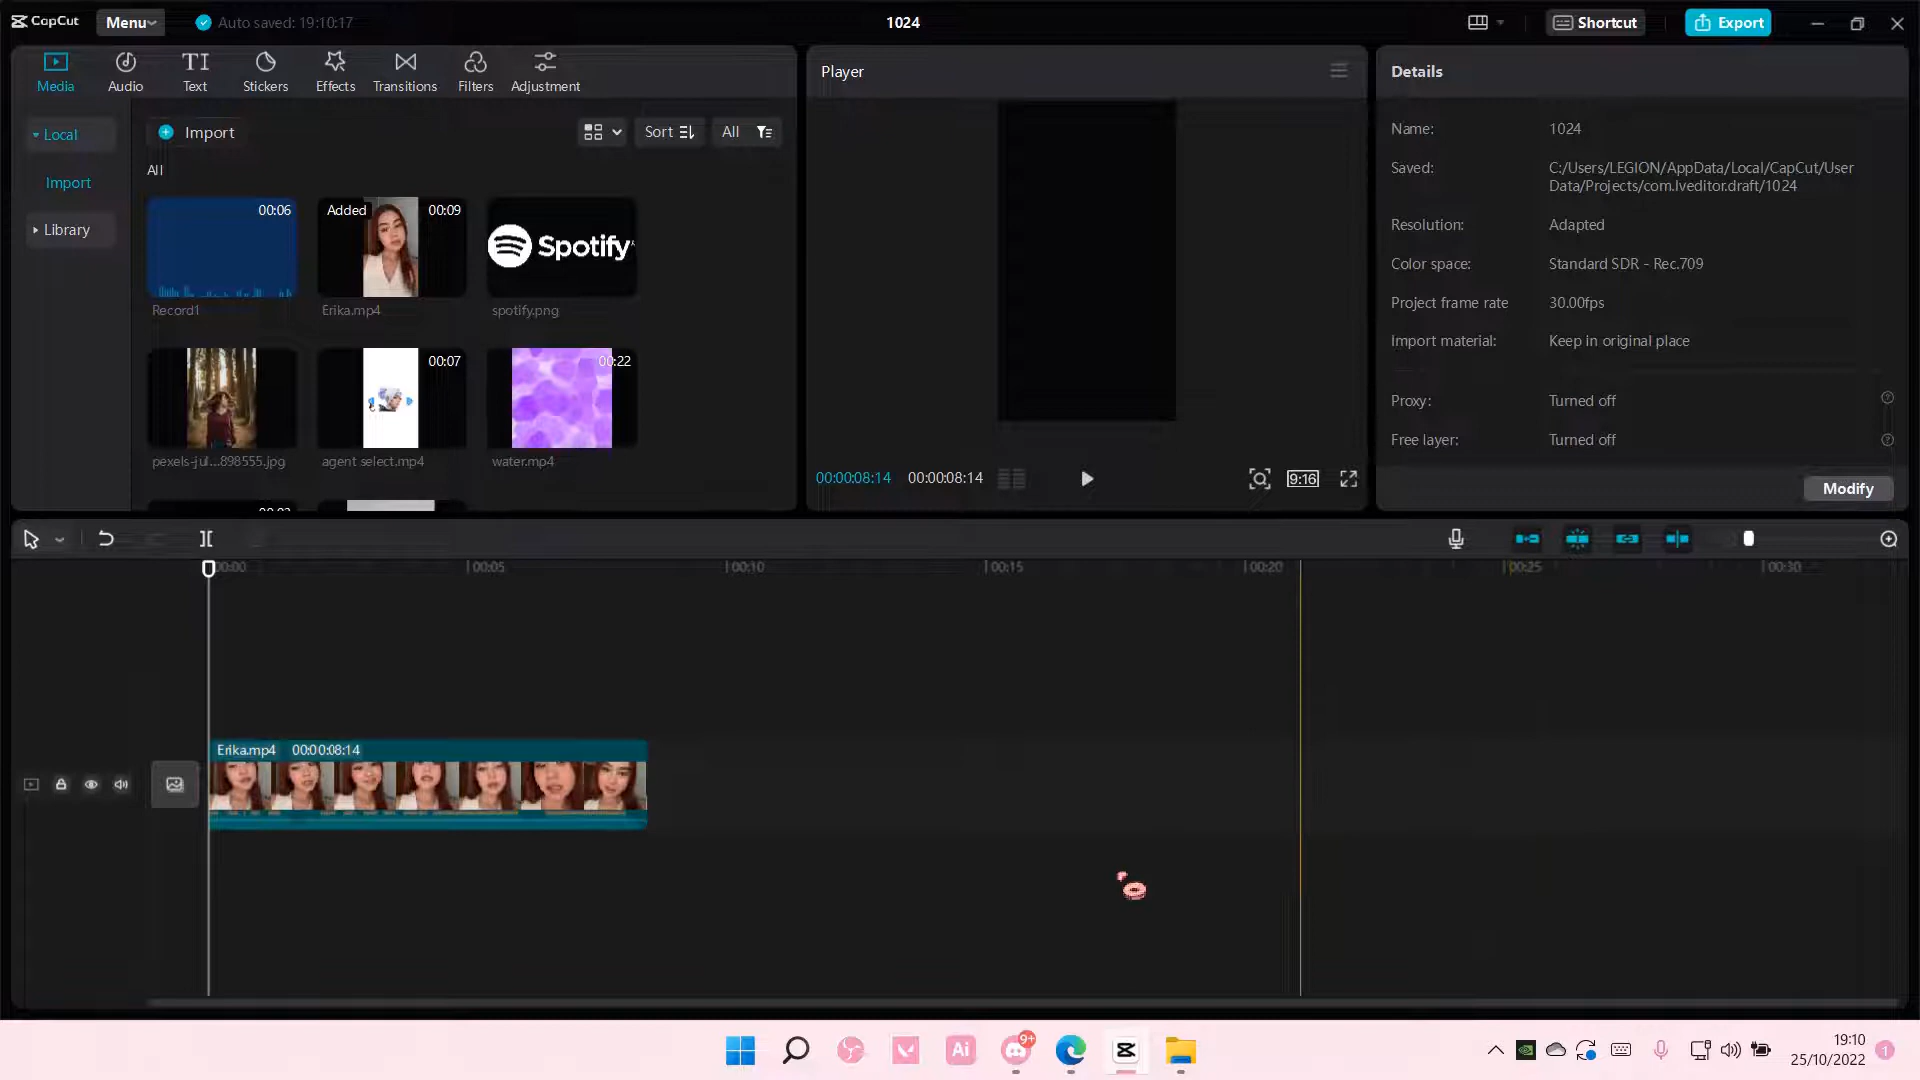 CapCut
Menu
Auto saved: 19:10:17
1024
Shortcut
Export
Media
Audio
TI
Text
Stickers
Effects
Transitions
Filters
Adjustment
Player
Details
Local
Import
Library
Import
Sort
All
All
00:06
Record1
Added
00:09
Erika.mp4
Spotify
spotify.png
pexels-jul...898555.jpg
00:07
agent select.mp4
00:22
water.mp4
00:00:08:14
00:00:08:14
9:16
Name:
1024
Saved:
C:/Users/LEGION/AppData/Local/CapCut/User
Data/Projects/com.lveditor.draft/1024
Resolution:
Adapted
Color space:
Standard SDR - Rec.709
Project frame rate
30.00fps
Import material:
Keep in original place
Proxy:
Turned off
Free layer:
Turned off
Modify
00:00
00:05
00:10
00:15
00:20
00:25
00:30
Erika.mp4 00:00:08:14
Ai
9+
19:10
25/10/2022
1